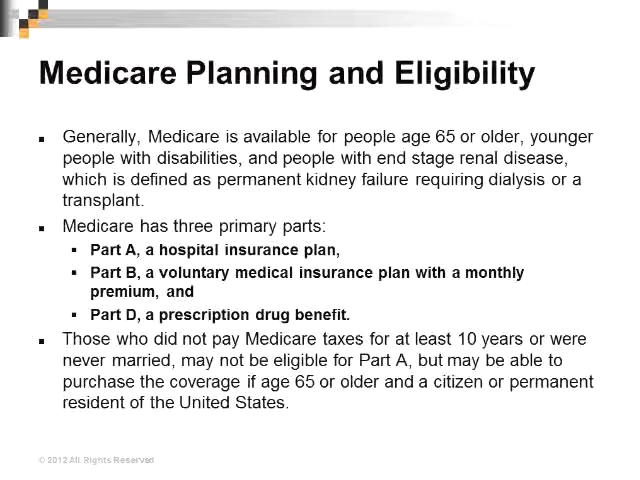 Medicare Planning and Eligibility
Generally, Medicare is available for people age 65 or older, younger
people with disabilities, and people with end stage renal disease,
which is defined as permanent kidney failure requiring dialysis or a
transplant.
Medicare has three primary parts:
Part A, a hospital insurance plan,
Part B, a voluntary medical insurance plan with a monthly
premium, and
Part D, a prescription drug benefit.
Those who did not pay Medicare taxes for at least 10 years or were
never married, may not be eligible for Part A, but may be able to
purchase the coverage if age 65 or older and a citizen or permanent
resident of the United States.
© 2012 All Rights Reserved